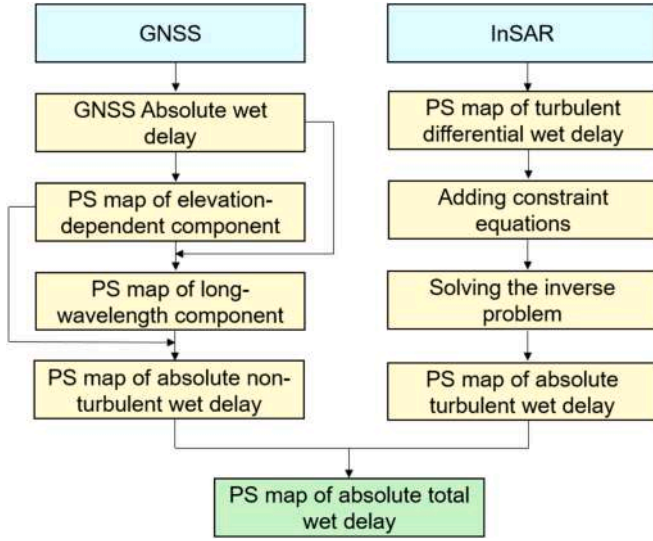 GNSS
GNSS Absolute wet
delay
PS map of elevation-
dependent component
PS map of long-
wavelength component
PS map of absolute non-
turbulent wet delay
InSAR
PS map of turbulent
differential wet delay
Adding constraint
equations
Solving the inverse
problem
PS map of absolute
turbulent wet delay
PS map of absolute total
wet delay